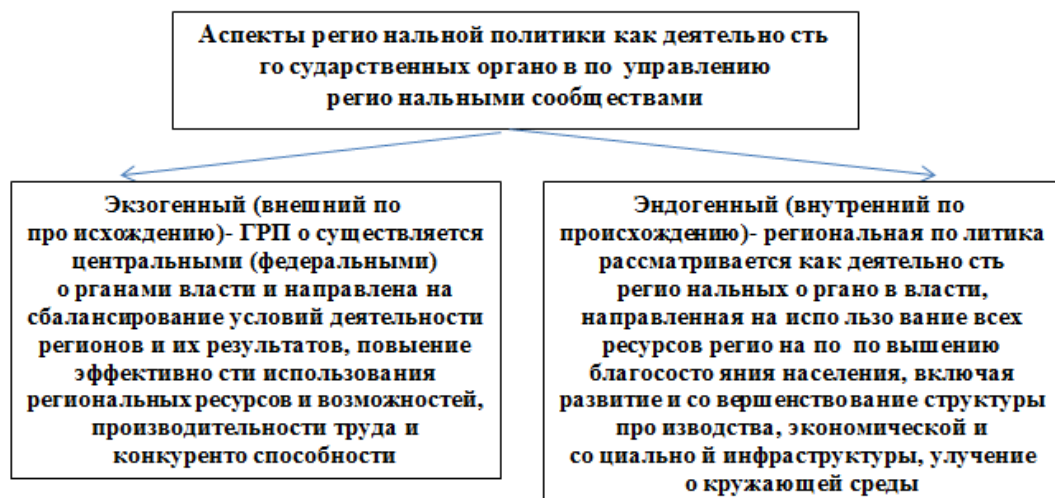 Аспекты регио нальной политики как деятельно сть
го сударственных органо в по управлению
регио нальными сообществами
Экзогенный (внешний по
про исхождению)- ГРП о существляется
центральными (федеральными)
о рганами власти и направлена на
сбалансирование условий деятельности
регионов и их результатов, повыение
эффективно сти использования
региональных ресурсов и возможностей,
производительности труда и
конкуренто способности
Эндогенный (внутренний по
происхождению)- региональная по литика
рассматривается как деятельно сть
регио нальных о ргано в власти,
направленная на испо льзо вание всех
ресурсов регио на по по вышению
благососто яния населения, включая
развитие и со вершенствование структуры
про изводства, экономической и
со циально й инфраструктуры, улучение
о кружающей среды